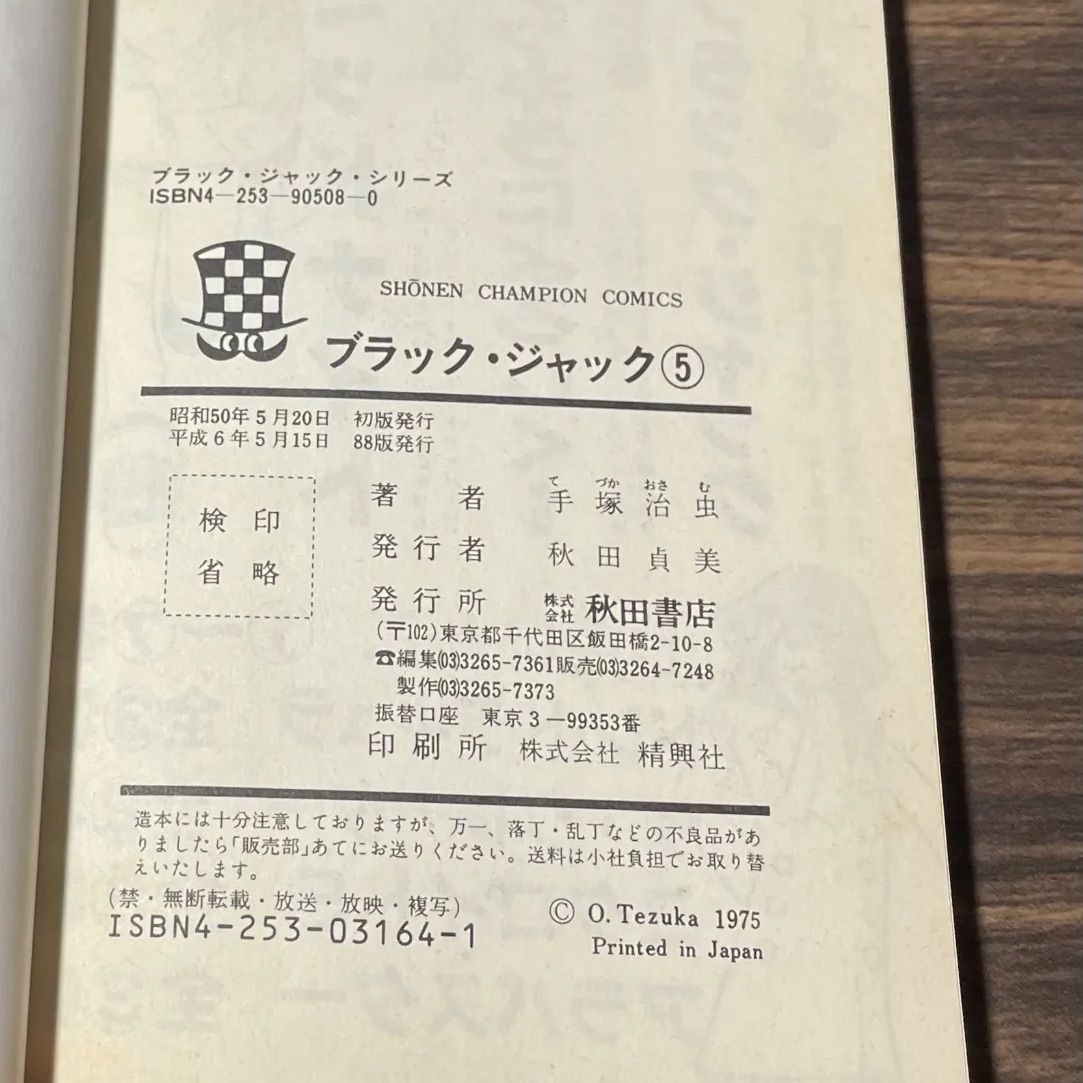 ブラック・ジャック・シリーズ
ISBN4-253-90508-0
SHŌNEN CHAMPION COMICS
ブラック・ジャック⑤
昭和50年5月20日 初版発行
平成6年5月15日 88版発行
検印
省略
著者 手塚治虫
て づか おさ む
発行者 秋田貞美
発行所 株式会社 秋田書店
(〒102)東京都千代田区飯田橋2-10-8
☎編集(03)3265-7361販売(03)3264-7248
製作(03)3265-7373
振替口座 東京3-99353番
印刷所 株式会社 精興社
造本には十分注意しておりますが、万一、落丁・乱丁などの不良品があ
りましたら「販売部」あてにお送りください。送料は小社負担でお取り替
えいたします。
(禁・無断転載・放送・放映・複写)
ISBN4-253-03164-1
© O. Tezuka 1975
Printed in Japan